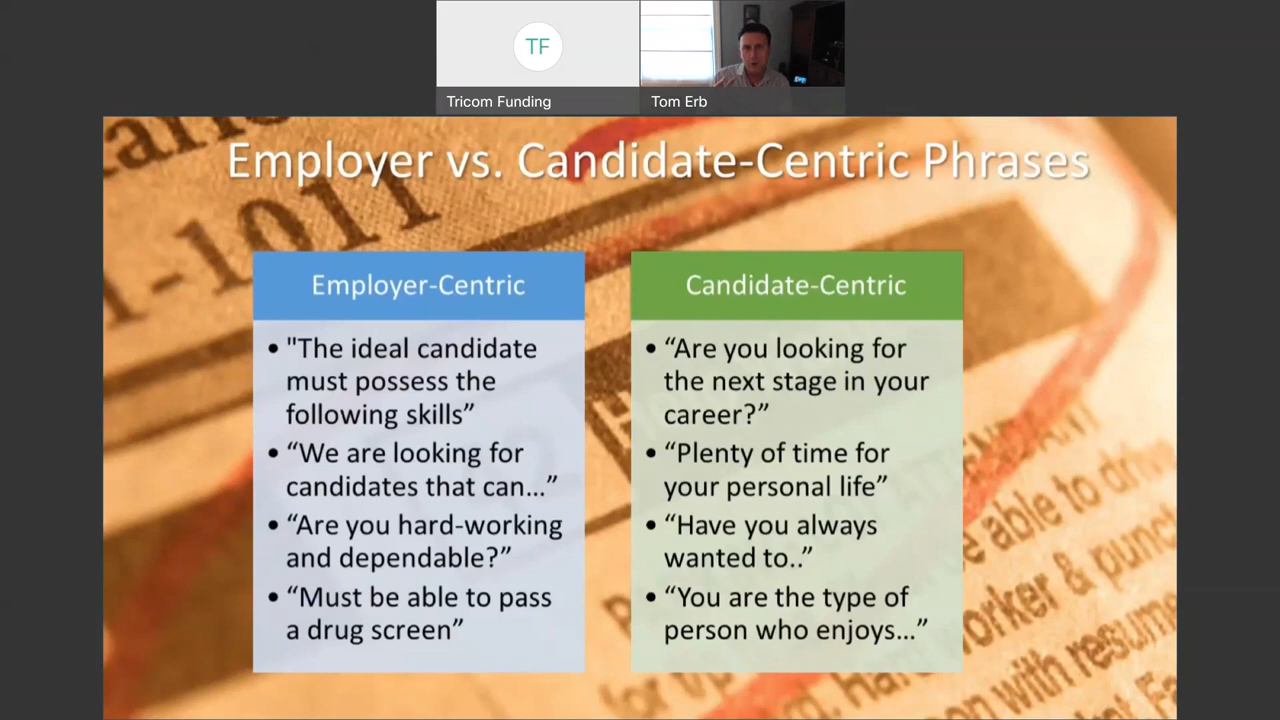 TF
Tricom Funding
Tom Erb
Employer vs. Candidate-Centric Phrases
Employer-Centric
• "The ideal candidate
must possess the
following skills”
• “We are looking for
candidates that can…”
• “Are you hard-working
and dependable?”
• “Must be able to pass
a drug screen”
Candidate-Centric
• “Are you looking for
the next stage in your
career?”
• “Plenty of time for
your personal life”
• “Have you always
wanted to..”
• “You are the type of
person who enjoys…”
able to